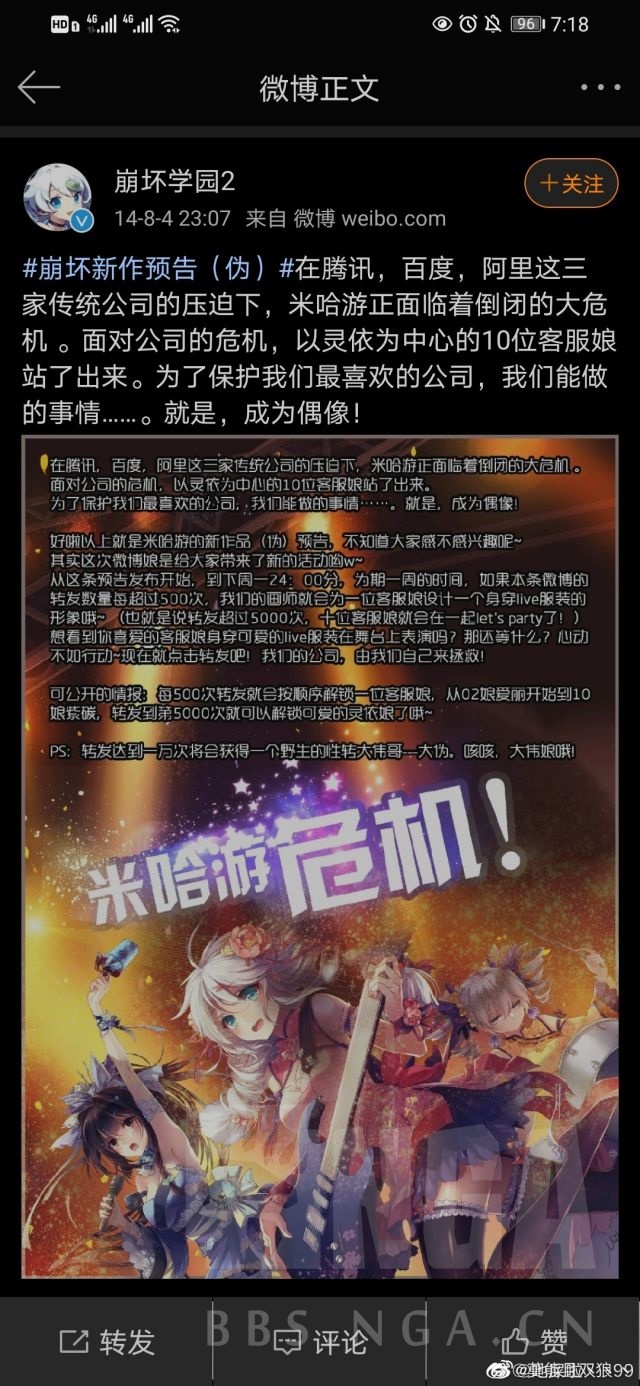 HD 1 4G 4G 96 7:18
微博正文
崩坏学园2
+关注
14-8-4 23:07 来自 微博 weibo.com
#崩坏新作预告（伪）#在腾讯，百度，阿里这三
家传统公司的压迫下，米哈游正面临着倒闭的大危
机 。面对公司的危机，以灵依为中心的10位客服娘
站了出来。为了保护我们最喜欢的公司，我们能做
的事情……。就是，成为偶像！
在腾讯，百度，阿里这三家传统公司的压迫下，米哈游正面临着倒闭的大危机 。
面对公司的危机，以灵依为中心的10位客服娘站了出来。
为了保护我们最喜欢的公司，我们能做的事情……。就是，成为偶像!
好啦以上就是米哈游的新作品（伪）预告，不知道大家感不感兴趣呢~
其实这次微博娘是给大家带来了新的活动哟w~
从这条预告发布开始，到下周一24：00分，为期一周的时间，如果本条微博的
转发数量每超过500次，我们的画师就会为一位客服娘设计一个身穿live服装的
形象哦~（也就是说转发超过5000次，十位客服娘就会在一起let's party了！）
想看到你喜爱的客服娘身穿可爱的live服装在舞台上表演吗？那还等什么？心动
不如行动~现在就点击转发吧！我们的公司，由我们自己来拯救!
可公开的情报：每500次转发就会按顺序解锁一位客服娘，从02娘爱丽开始到10
娘紫碳，转发到第5000次就可以解锁可爱的灵依娘了哦~
PS：转发达到一万次将会获得一个野生的性转大伟哥—大伪。咳咳，大伟娘哦!
米哈游危机！
NGA
BBS.NGA.CN
转发 评论 赞